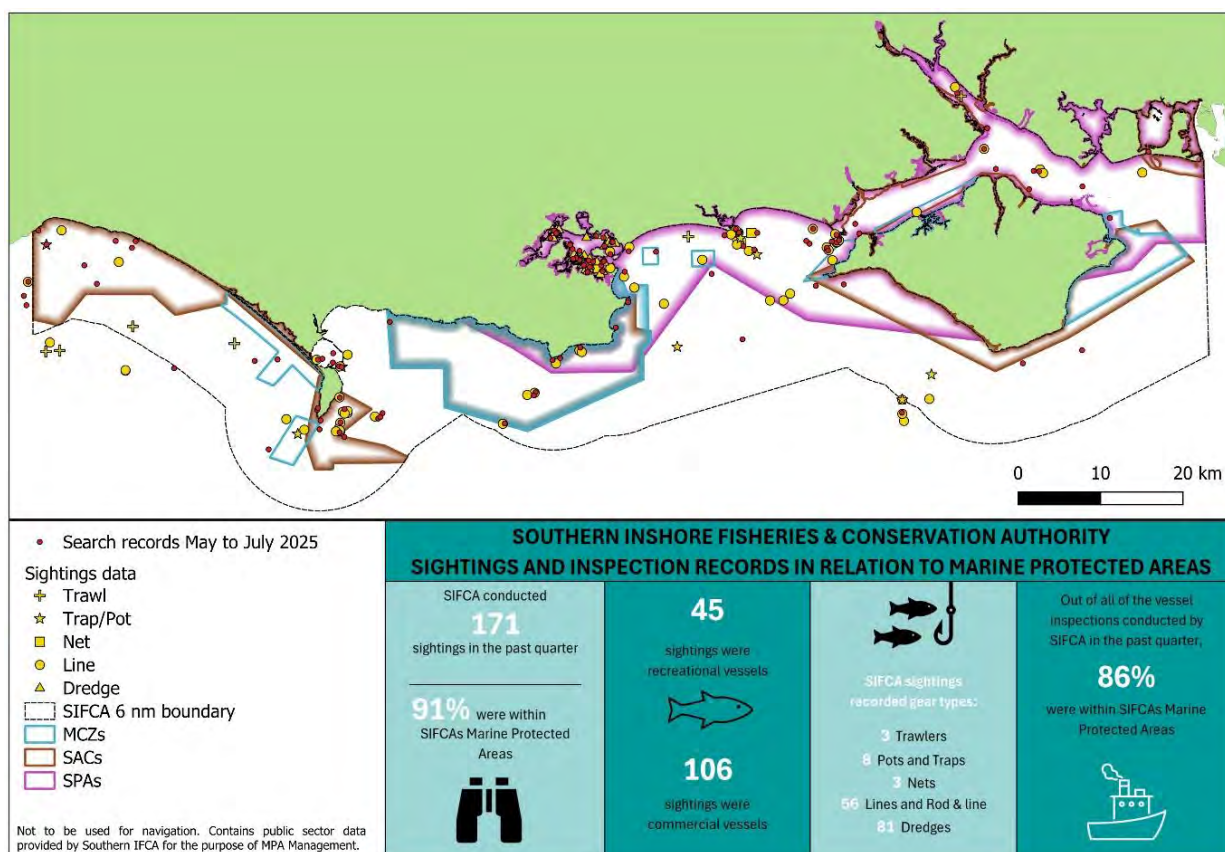 0 10 20 km
Search records May to July 2025
Sightings data
Trawl
Trap/Pot
Net
Line
Dredge
SIFCA 6 nm boundary
MCZs
SACs
SPAs
Not to be used for navigation. Contains public sector data
provided by Southern IFCA for the purpose of MPA Management.
SOUTHERN INSHORE FISHERIES & CONSERVATION AUTHORITY
SIGHTINGS AND INSPECTION RECORDS IN RELATION TO MARINE PROTECTED AREAS
SIFCA conducted
171
sightings in the past quarter
91% were within
SIFCAs Marine Protected
Areas
45
sightings were
recreational vessels
106
sightings were
commercial vessels
SIFCA sightings
recorded gear types:
3 Trawlers
8 Pots and Traps
3 Nets
56 Lines and Rod & line
81 Dredges
Out of all of the vessel
inspections conducted by
SIFCA in the past quarter,
86%
were within SIFCAs Marine
Protected Areas